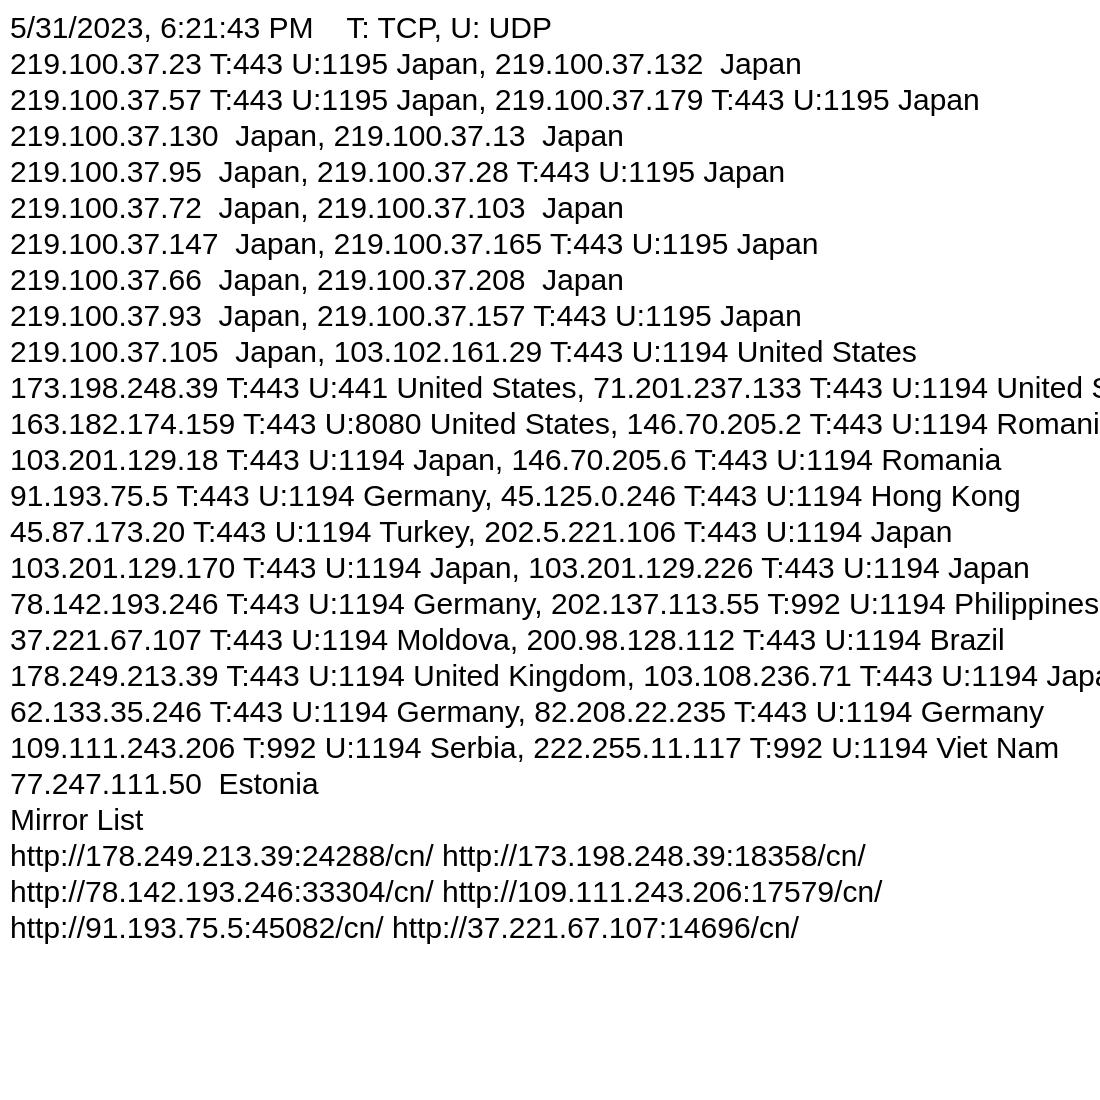 5/31/2023, 6:21:43 PM    T: TCP, U: UDP
219.100.37.23 T:443 U:1195 Japan, 219.100.37.132  Japan
219.100.37.57 T:443 U:1195 Japan, 219.100.37.179 T:443 U:1195 Japan
219.100.37.130  Japan, 219.100.37.13  Japan
219.100.37.95  Japan, 219.100.37.28 T:443 U:1195 Japan
219.100.37.72  Japan, 219.100.37.103  Japan
219.100.37.147  Japan, 219.100.37.165 T:443 U:1195 Japan
219.100.37.66  Japan, 219.100.37.208  Japan
219.100.37.93  Japan, 219.100.37.157 T:443 U:1195 Japan
219.100.37.105  Japan, 103.102.161.29 T:443 U:1194 United States
173.198.248.39 T:443 U:441 United States, 71.201.237.133 T:443 U:1194 United S
163.182.174.159 T:443 U:8080 United States, 146.70.205.2 T:443 U:1194 Romani
103.201.129.18 T:443 U:1194 Japan, 146.70.205.6 T:443 U:1194 Romania
91.193.75.5 T:443 U:1194 Germany, 45.125.0.246 T:443 U:1194 Hong Kong
45.87.173.20 T:443 U:1194 Turkey, 202.5.221.106 T:443 U:1194 Japan
103.201.129.170 T:443 U:1194 Japan, 103.201.129.226 T:443 U:1194 Japan
78.142.193.246 T:443 U:1194 Germany, 202.137.113.55 T:992 U:1194 Philippines
37.221.67.107 T:443 U:1194 Moldova, 200.98.128.112 T:443 U:1194 Brazil
178.249.213.39 T:443 U:1194 United Kingdom, 103.108.236.71 T:443 U:1194 Japa
62.133.35.246 T:443 U:1194 Germany, 82.208.22.235 T:443 U:1194 Germany
109.111.243.206 T:992 U:1194 Serbia, 222.255.11.117 T:992 U:1194 Viet Nam
77.247.111.50  Estonia
Mirror List
http://178.249.213.39:24288/cn/ http://173.198.248.39:18358/cn/
http://78.142.193.246:33304/cn/ http://109.111.243.206:17579/cn/
http://91.193.75.5:45082/cn/ http://37.221.67.107:14696/cn/